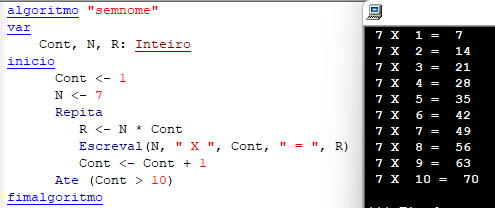 algoritmo "semnome"
var
Cont, N, R: Inteiro
inicio
Cont <- 1
N <- 7
Repita
R <- N * Cont
Escreval(N, " X ", Cont, " = ", R)
Cont <- Cont + 1
Ate (Cont > 10)
fimalgoritmo
7 X 1 = 7
7 X 2 = 14
7 X 3 = 21
7 X 4 = 28
7 X 5 = 35
7 X 6 = 42
7 X 7 = 49
7 X 8 = 56
7 X 9 = 63
7 X 10 = 70